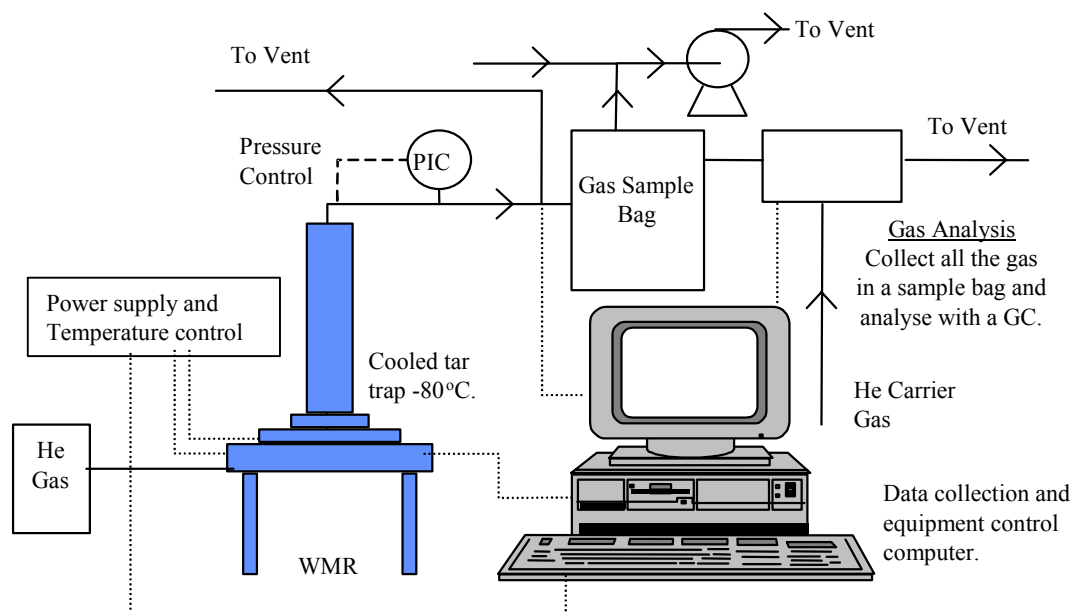 To Vent
To Vent
Pressure
Control
PIC
Gas Sample
Bag
To Vent
Gas Analysis
Collect all the gas
in a sample bag and
analyse with a GC.
Power supply and
Temperature control
Cooled tar
trap -80°C.
He Carrier
Gas
He
Gas
Data collection and
equipment control
computer.
WMR